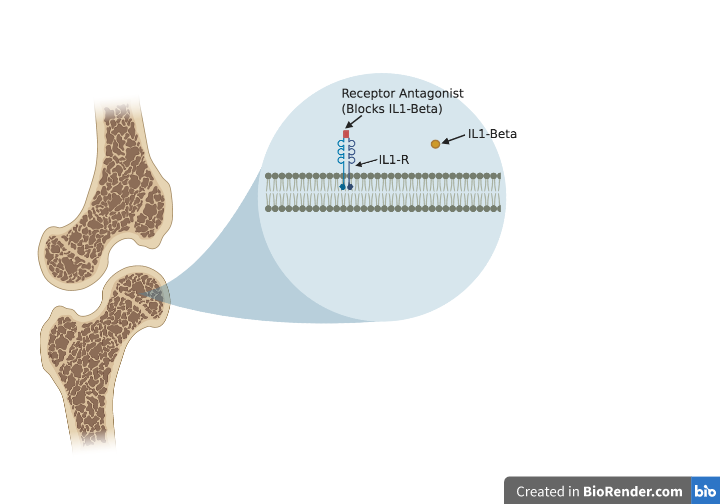 Receptor Antagonist
(Blocks IL1-Beta)
IL1-Beta
IL1-R
Created in BioRender.com bio